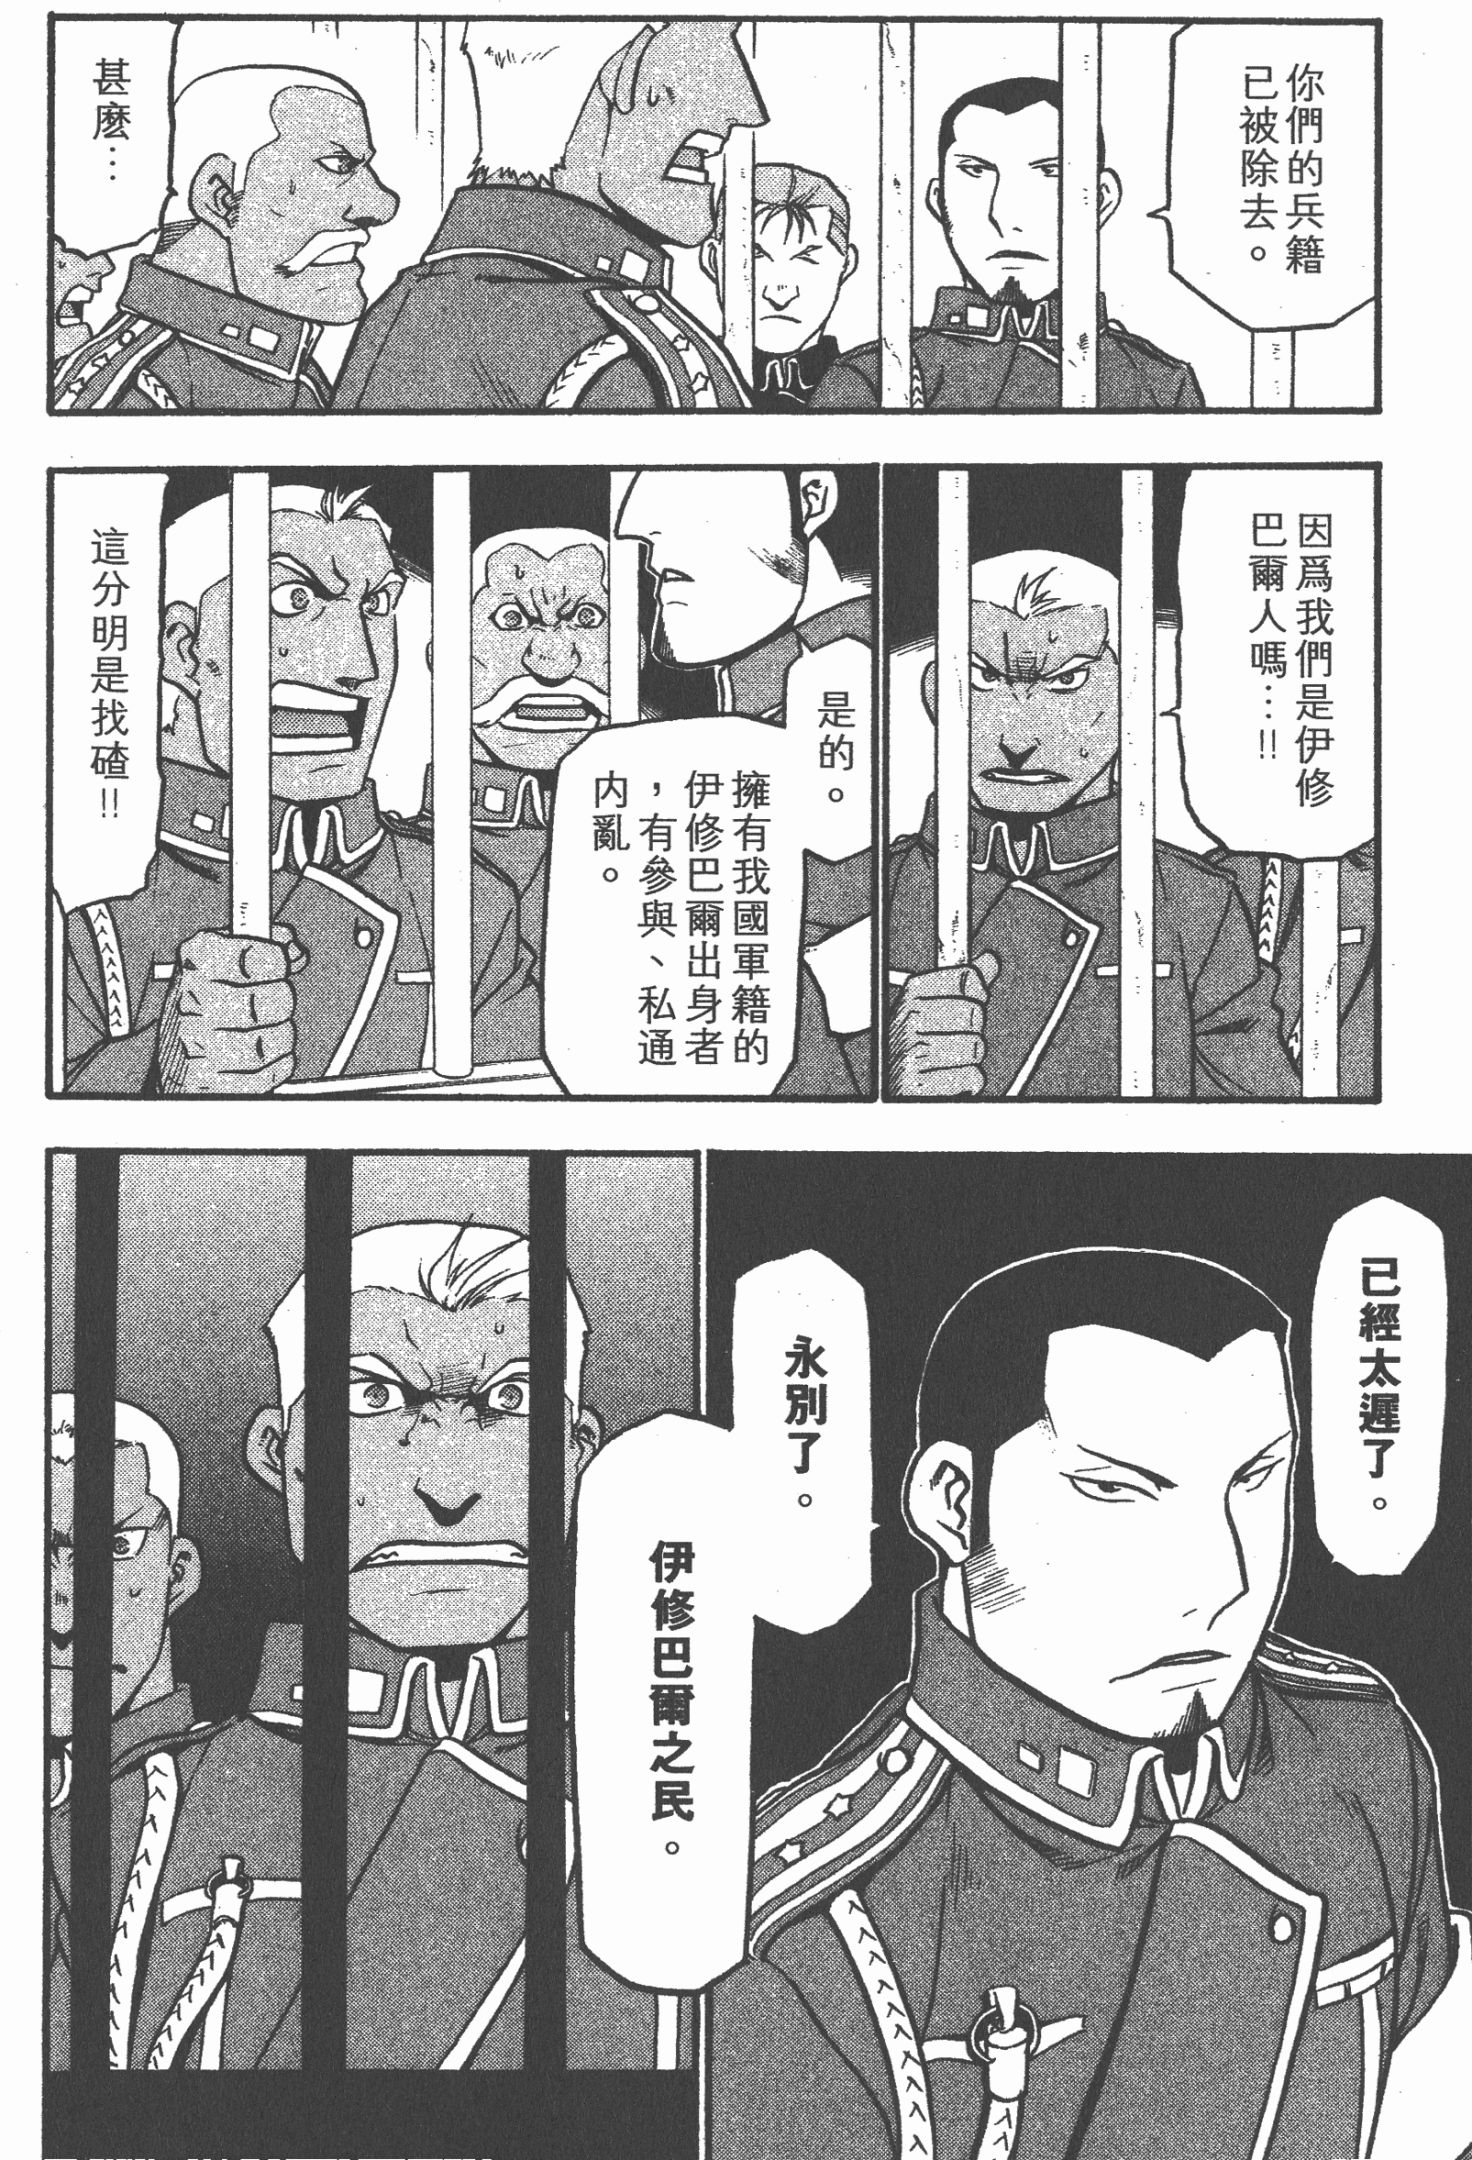 你們的兵籍
已被除去。
甚麽…
因爲我們是伊修
巴爾人嗎…!!
是的。
擁有我國軍籍的
伊修巴爾出身者
，有參與、私通
内亂。
這分明是找碴!!
已經太遲了。
永別了。
伊修巴爾之民。